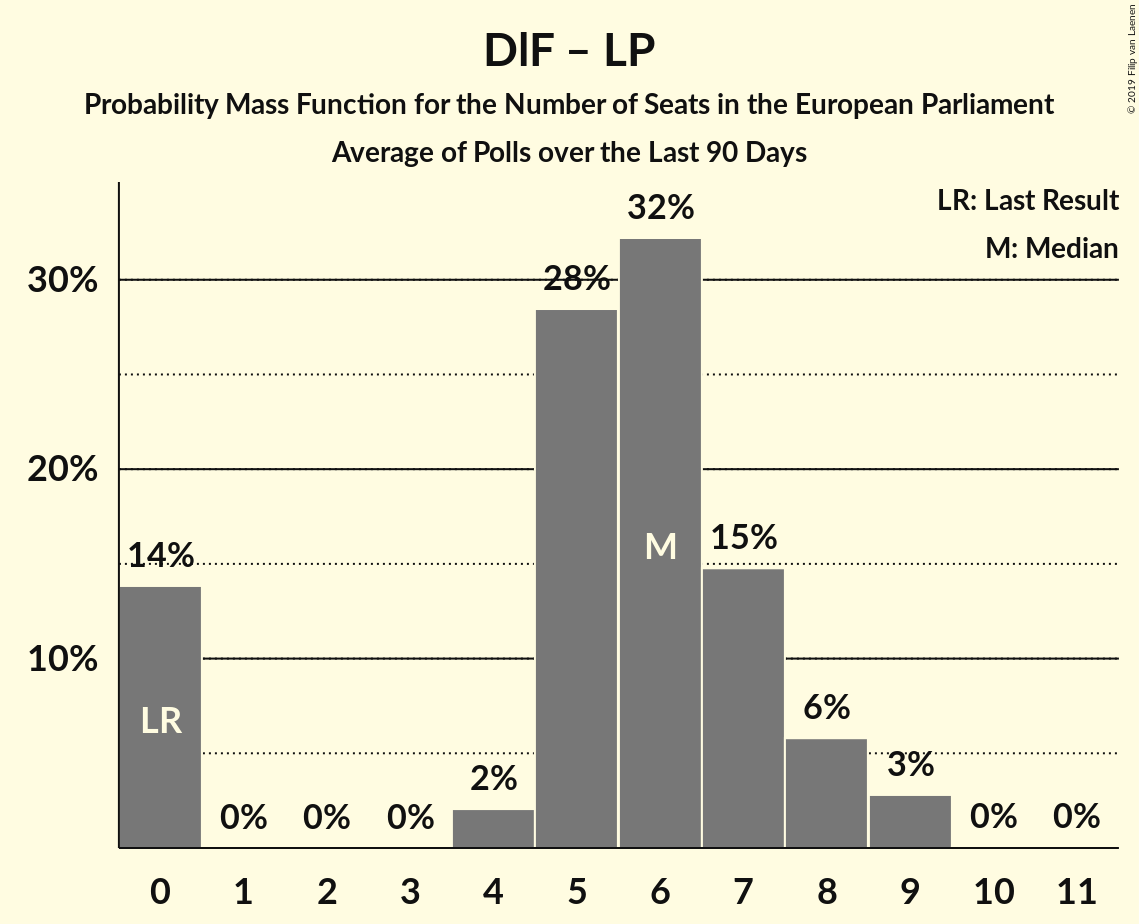 DIF – LP
Probability Mass Function for the Number of Seats in the European Parliament
Average of Polls over the Last 90 Days
© 2019 Filip van Laenen
LR: Last Result
M: Median
30%
20%
10%
14%
0%
0%
0%
2%
28%
32%
15%
6%
3%
0%
0%
LR
M
0 1 2 3 4 5 6 7 8 9 10 11